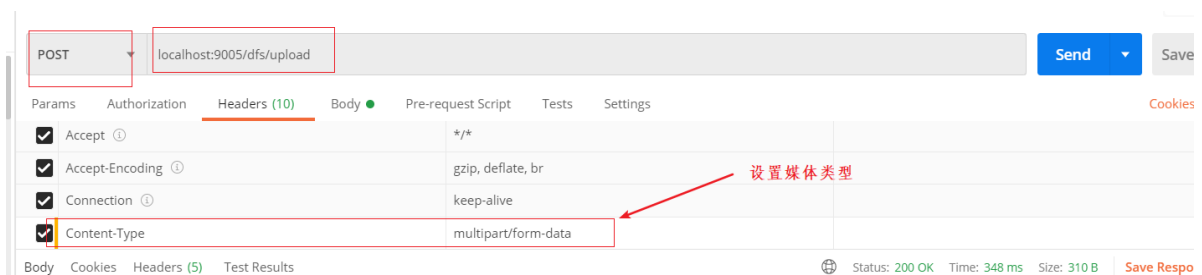 POST localhost:9005/dfs/upload Send Save
Params Authorization Headers (10) Body Pre-request Script Tests Settings Cookies
Accept */*
Accept-Encoding gzip, deflate, br
设置媒体类型
Connection keep-alive
Content-Type multipart/form-data
Body Cookies Headers (5) Test Results Status: 200 OK Time: 348 ms Size: 310 B Save Respo